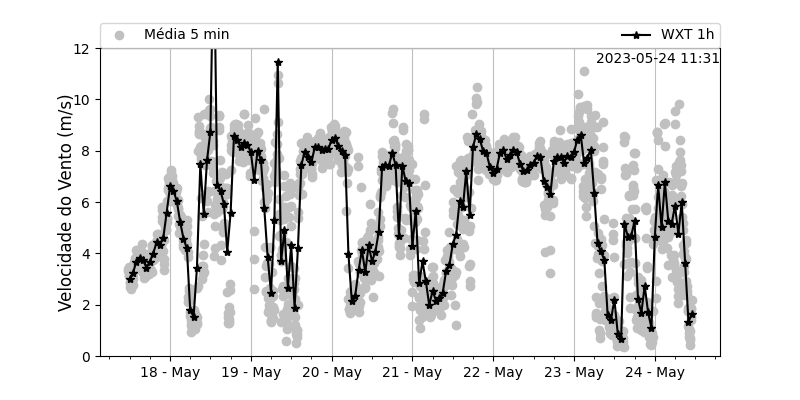 Média 5 min
WXT 1h
2023-05-24 11:31
Velocidade do Vento (m/s)
12
10
8
6
4
2
0
18 - May
19 - May
20 - May
21 - May
22 - May
23 - May
24 - May